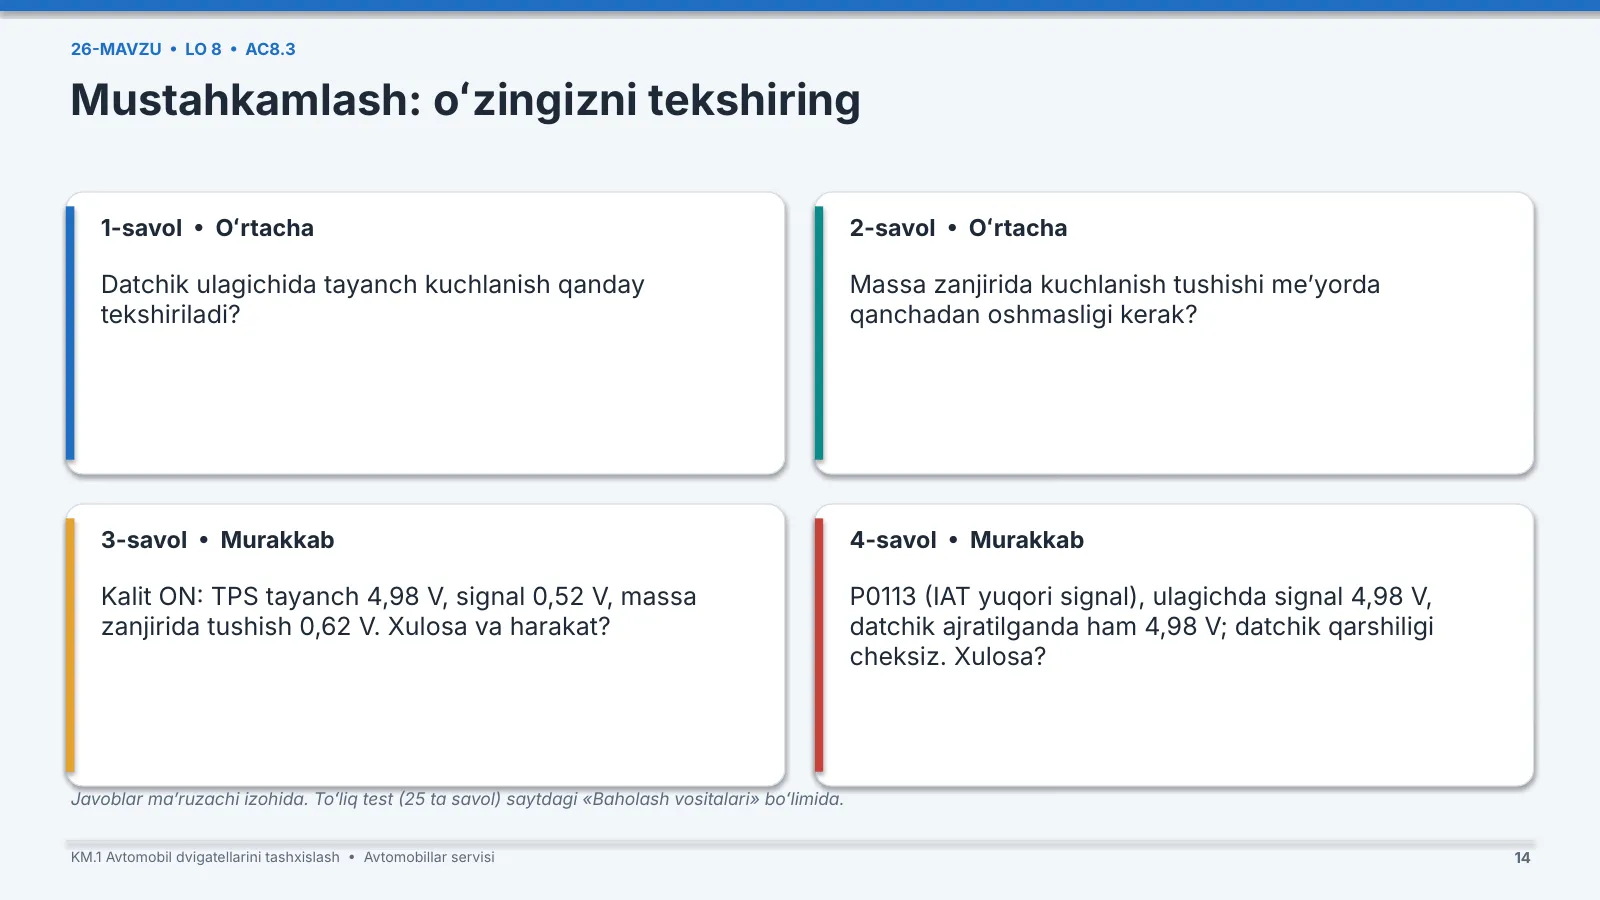 26-MAVZU • LO 8 • AC8.3
Mustahkamlash: oʻzingizni tekshiring
1-savol • Oʻrtacha
Datchik ulagichida tayanch kuchlanish qanday
tekshiriladi?
2-savol • Oʻrtacha
Massa zanjirida kuchlanish tushishi meʼyorda
qanchadan oshmasligi kerak?
3-savol • Murakkab
Kalit ON: TPS tayanch 4,98 V, signal 0,52 V, massa
zanjirida tushish 0,62 V. Xulosa va harakat?
4-savol • Murakkab
P0113 (IAT yuqori signal), ulagichda signal 4,98 V,
datchik ajratilganda ham 4,98 V; datchik qarshiligi
cheksiz. Xulosa?
Javoblar maʼruzachi izohida. Toʻliq test (25 ta savol) saytdagi «Baholash vositalari» boʻlimida.
KM.1 Avtomobil dvigatellarini tashxislash • Avtomobillar servisi
14